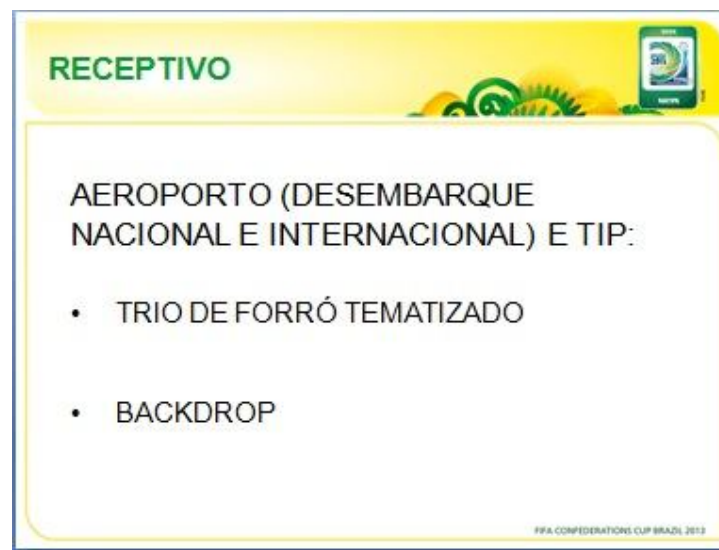 RECEPTIVO
AEROPORTO (DESEMBARQUE
NACIONAL E INTERNACIONAL) E TIP:
• TRIO DE FORRÓ TEMATIZADO
• BACKDROP
FIFA CONFEDERATIONS CUP BRAZIL 2013